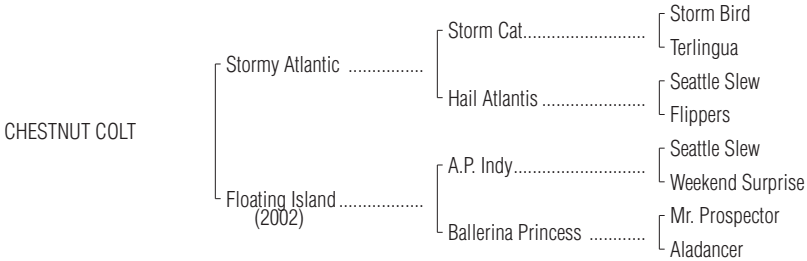 Storm Bird
Storm Cat..........................
Terlingua
Stormy Atlantic ................
Seattle Slew
Hail Atlantis ......................
Flippers
CHESTNUT COLT
Seattle Slew
A.P. Indy............................
Weekend Surprise
Floating Island..................
(2002)
Mr. Prospector
Ballerina Princess ............
Aladancer